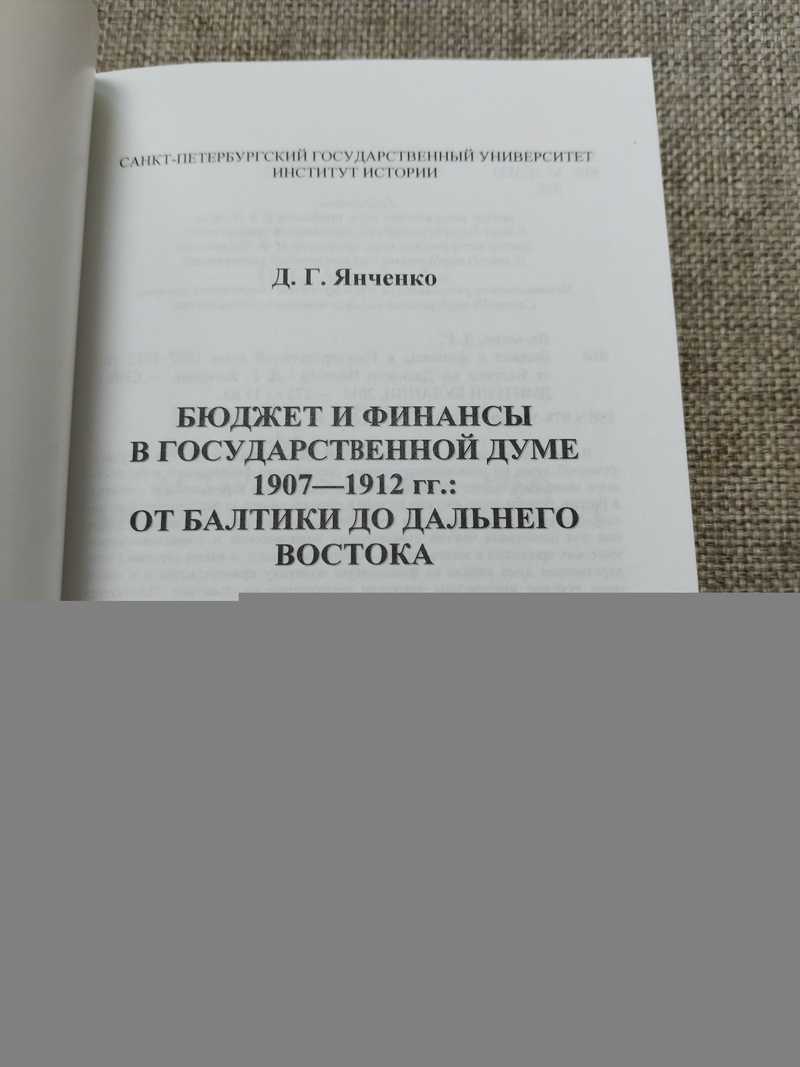 САНКТ-ПЕТЕРБУРГСКИЙ ГОСУДАРСТВЕННЫЙ УНИВЕРСИТЕТ
ИНСТИТУТ ИСТОРИИ
Д. Г. Янченко
БЮДЖЕТ И ФИНАНСЫ
В ГОСУДАРСТВЕННОЙ ДУМЕ
1907—1912 гг.:
ОТ БАЛТИКИ ДО ДАЛЬНЕГО
ВОСТОКА